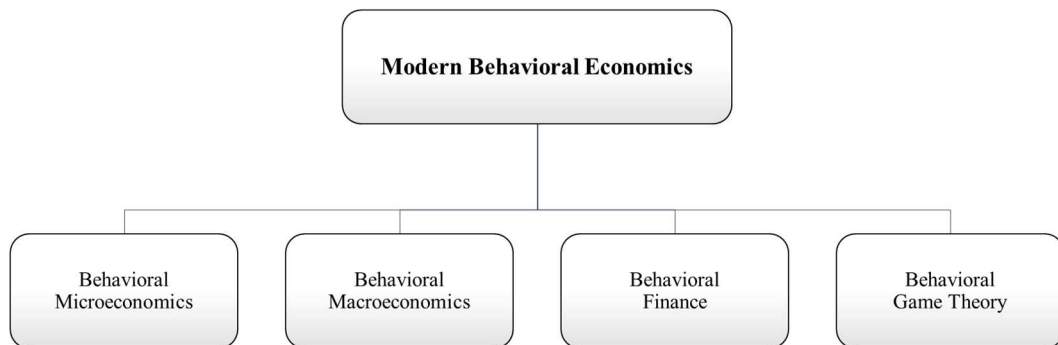 Modern Behavioral Economics
Behavioral
Microeconomics
Behavioral
Macroeconomics
Behavioral
Finance
Behavioral
Game Theory